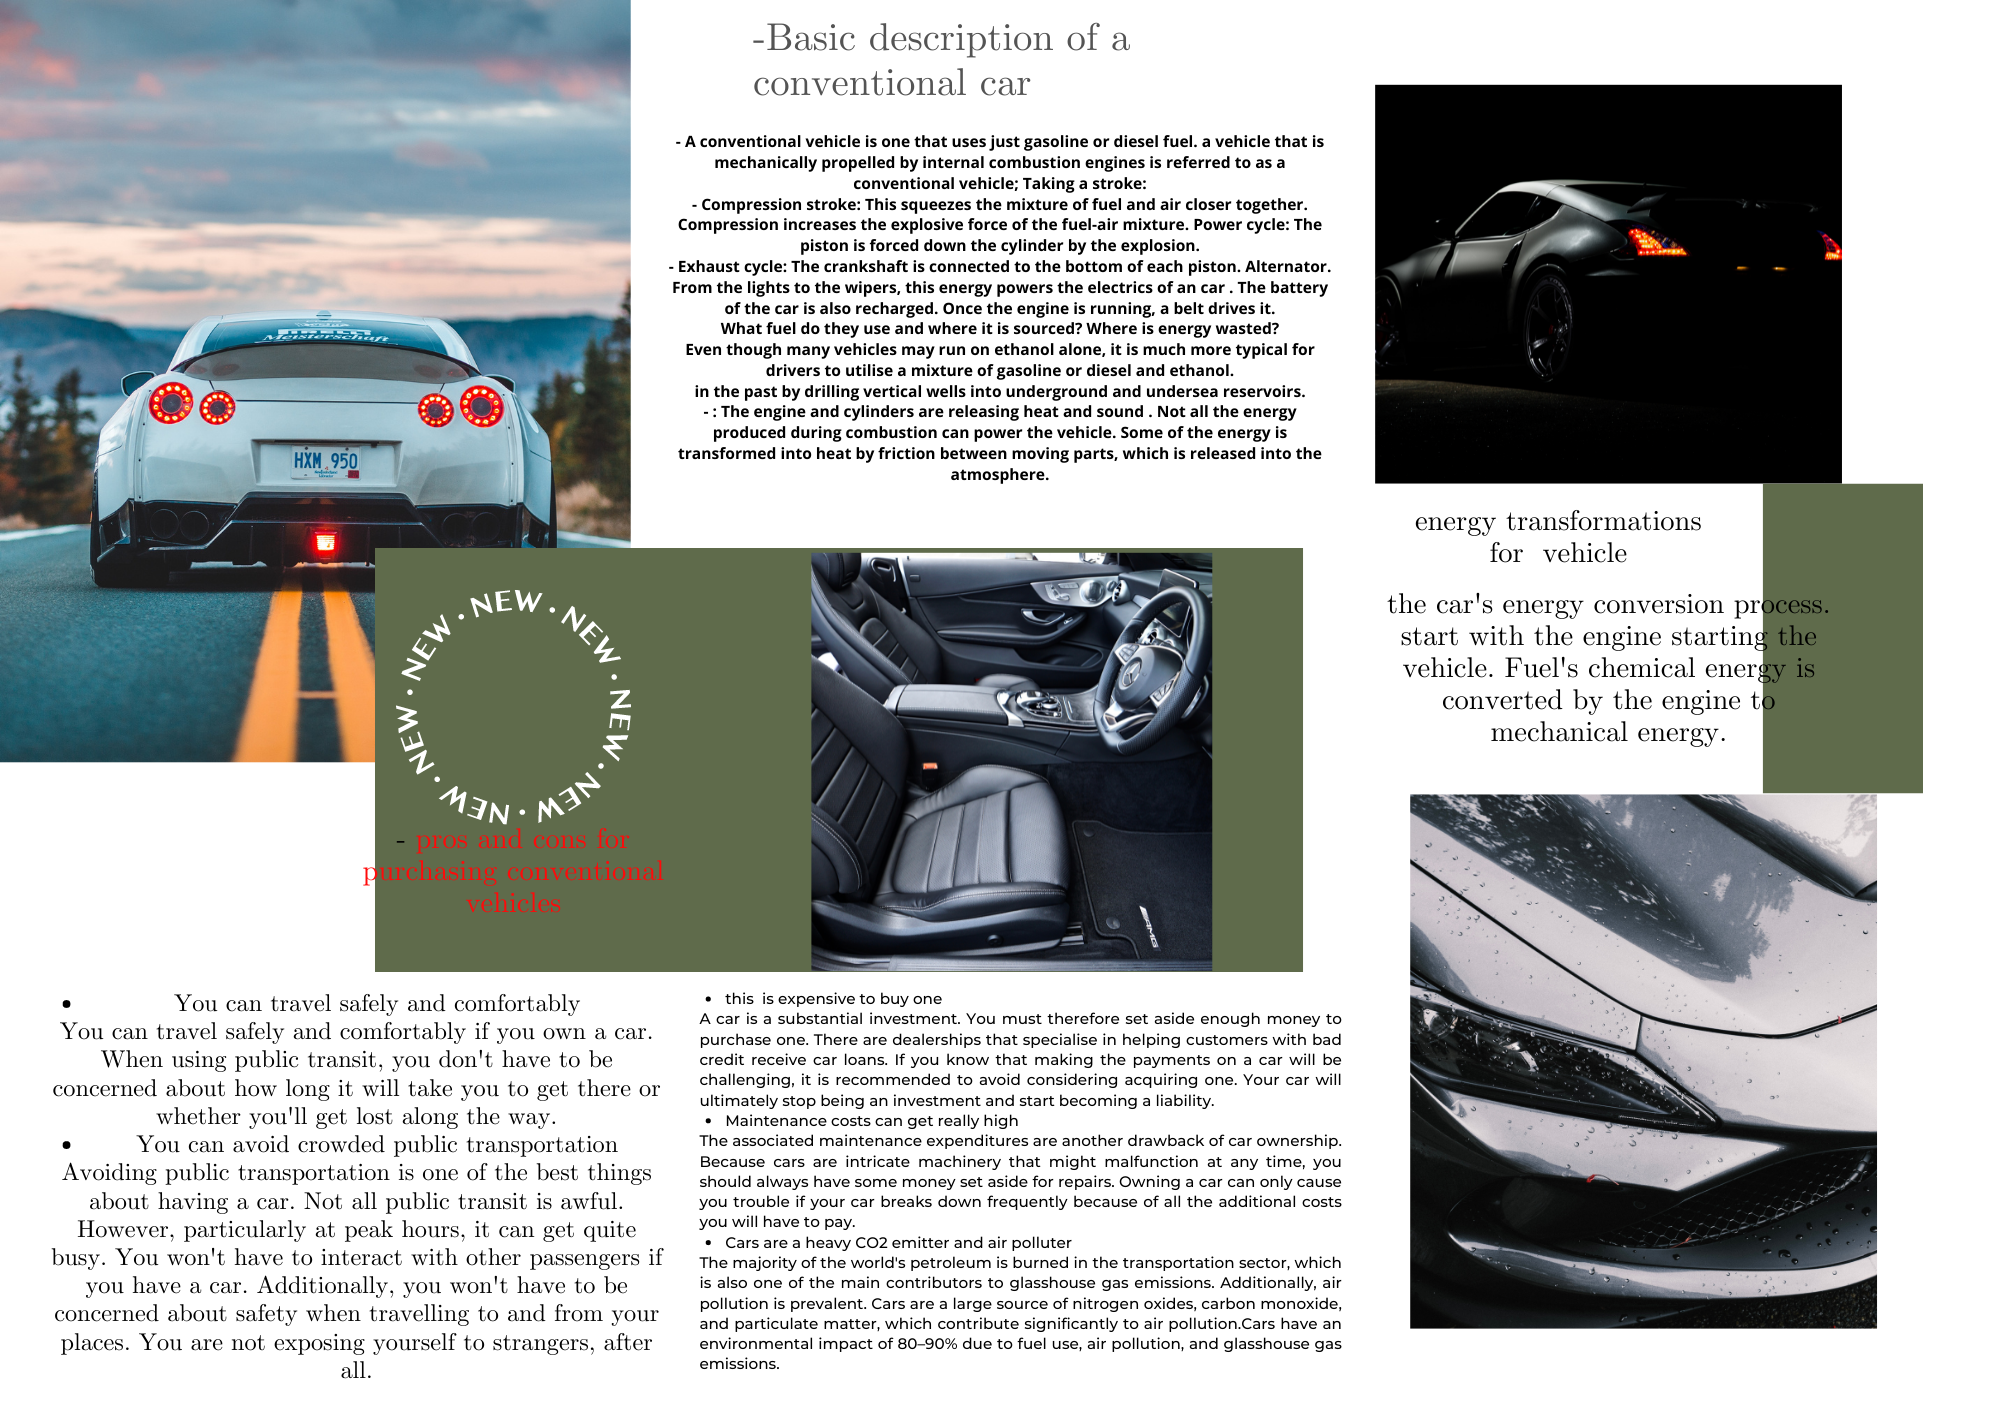 -Basic description of a
conventional car
- A conventional vehicle is one that uses just gasoline or diesel fuel. a vehicle that is
mechanically propelled by internal combustion engines is referred to as a
conventional vehicle; Taking a stroke:
- Compression stroke: This squeezes the mixture of fuel and air closer together.
Compression increases the explosive force of the fuel-air mixture. Power cycle: The
piston is forced down the cylinder by the explosion.
- Exhaust cycle: The crankshaft is connected to the bottom of each piston. Alternator.
From the lights to the wipers, this energy powers the electrics of an car . The battery
of the car is also recharged. Once the engine is running, a belt drives it.
What fuel do they use and where it is sourced? Where is energy wasted?
Even though many vehicles may run on ethanol alone, it is much more typical for
drivers to utilise a mixture of gasoline or diesel and ethanol.
in the past by drilling vertical wells into underground and undersea reservoirs.
- : The engine and cylinders are releasing heat and sound . Not all the energy
produced during combustion can power the vehicle. Some of the energy is
transformed into heat by friction between moving parts, which is released into the
atmosphere.
PIRELLI
Meisterschaft
HXM 950
energy transformations
for vehicle
the car's energy conversion process.
start with the engine starting the
vehicle. Fuel's chemical energy is
converted by the engine to
mechanical energy.
NEW · NEW · NEW · NEW · NEW · NEW · NEW · NEW ·
- pros and cons for
purchasing conventional
vehicles
AMG
• You can travel safely and comfortably
You can travel safely and comfortably if you own a car.
When using public transit, you don't have to be
concerned about how long it will take you to get there or
whether you'll get lost along the way.
• You can avoid crowded public transportation
Avoiding public transportation is one of the best things
about having a car. Not all public transit is awful.
However, particularly at peak hours, it can get quite
busy. You won't have to interact with other passengers if
you have a car. Additionally, you won't have to be
concerned about safety when travelling to and from your
places. You are not exposing yourself to strangers, after
all.
• this is expensive to buy one
A car is a substantial investment. You must therefore set aside enough money to
purchase one. There are dealerships that specialise in helping customers with bad
credit receive car loans. If you know that making the payments on a car will be
challenging, it is recommended to avoid considering acquiring one. Your car will
ultimately stop being an investment and start becoming a liability.
• Maintenance costs can get really high
The associated maintenance expenditures are another drawback of car ownership.
Because cars are intricate machinery that might malfunction at any time, you
should always have some money set aside for repairs. Owning a car can only cause
you trouble if your car breaks down frequently because of all the additional costs
you will have to pay.
• Cars are a heavy CO2 emitter and air polluter
The majority of the world's petroleum is burned in the transportation sector, which
is also one of the main contributors to glasshouse gas emissions. Additionally, air
pollution is prevalent. Cars are a large source of nitrogen oxides, carbon monoxide,
and particulate matter, which contribute significantly to air pollution.Cars have an
environmental impact of 80–90% due to fuel use, air pollution, and glasshouse gas
emissions.